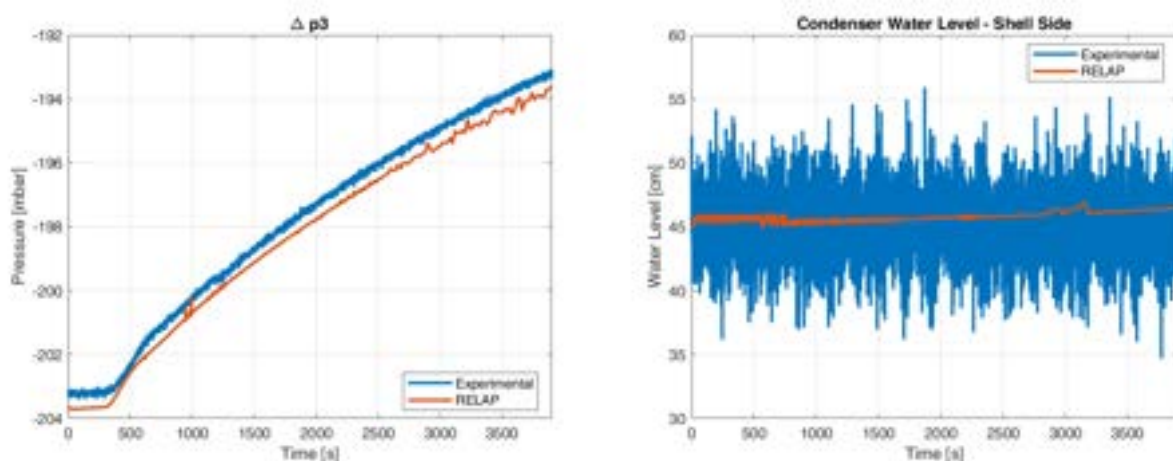 Δ p3
-192
-194
-196
-198
-200
-202
-204
Pressure [mbar]
0 500 1000 1500 2000 2500 3000 3500
Time [s]
Experimental
RELAP
Condenser Water Level - Shell Side
60
55
50
45
40
35
30
Water Level [cm]
0 500 1000 1500 2000 2500 3000 3500
Time [s]
Experimental
RELAP